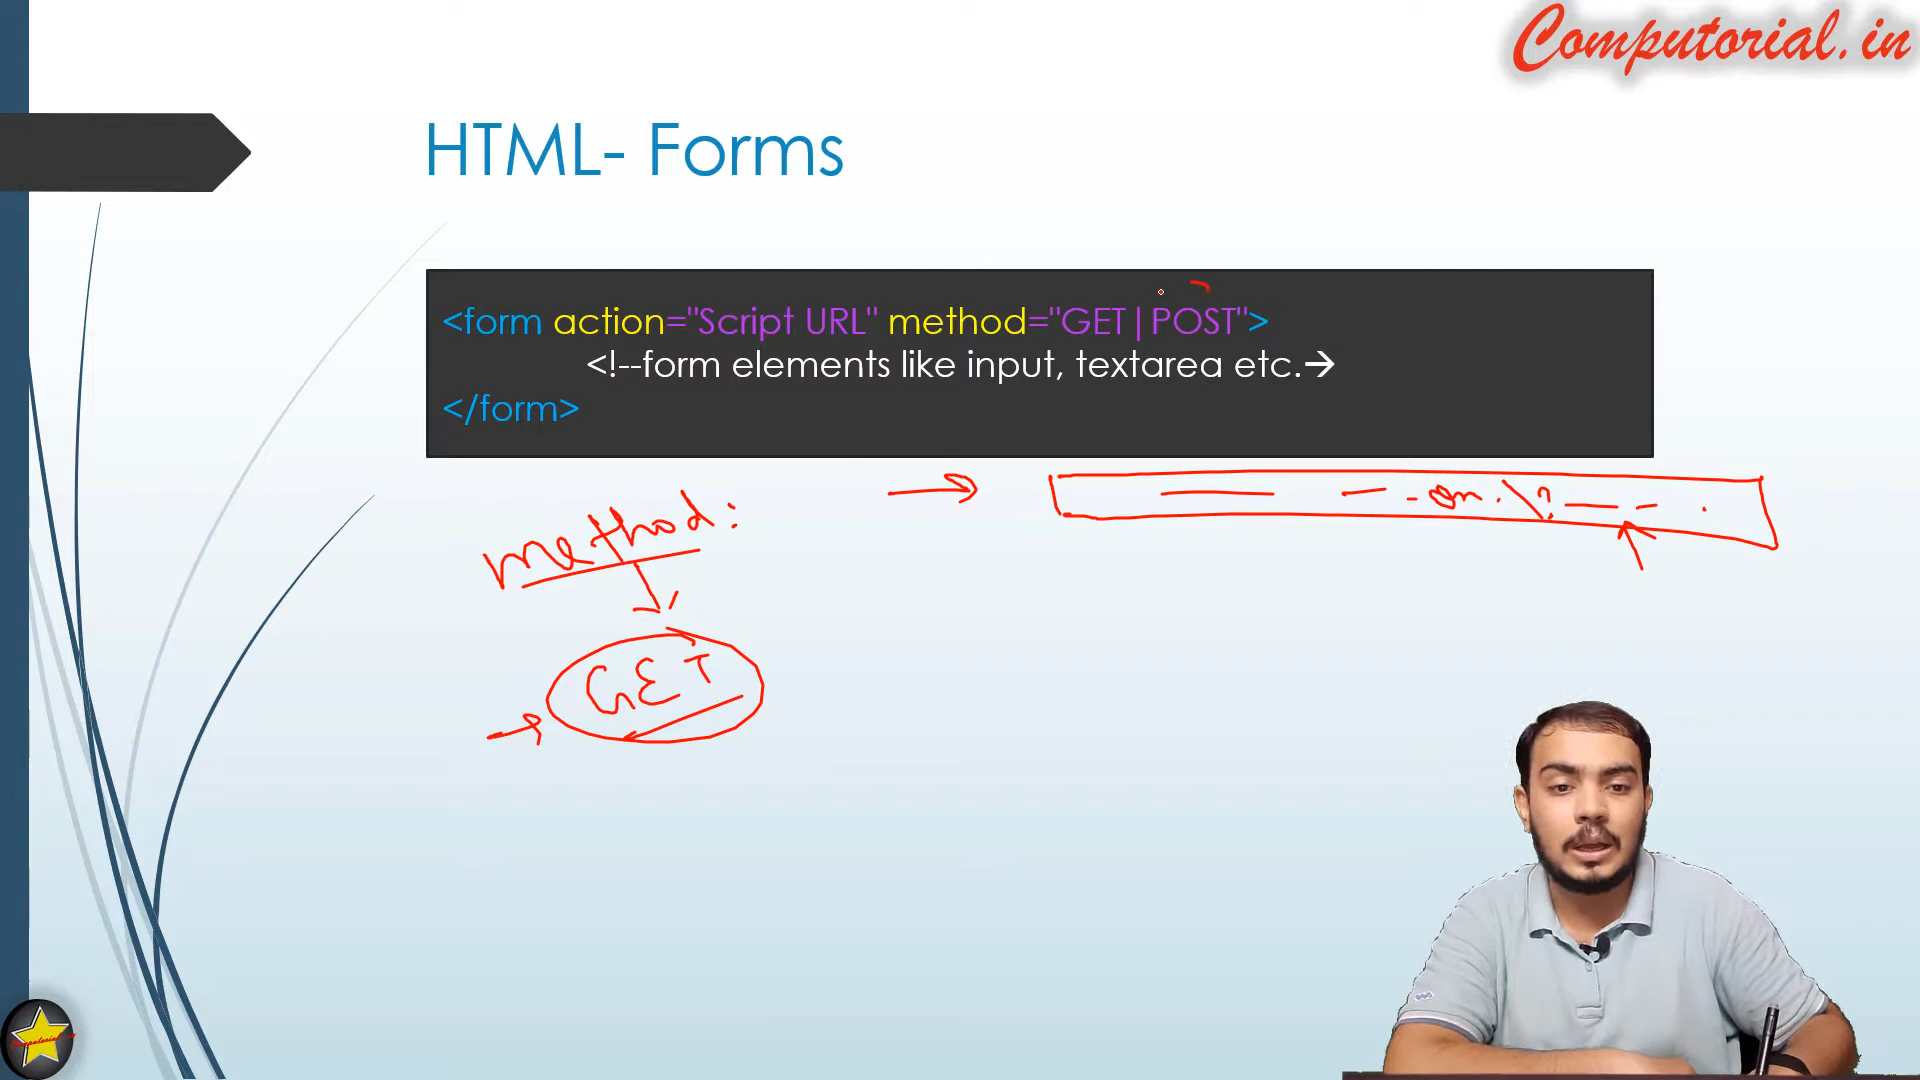 Computorial.in
HTML- Forms
<form action="Script URL" method="GET|POST">
<!--form elements like input, textarea etc.→
</form>
method:
GET